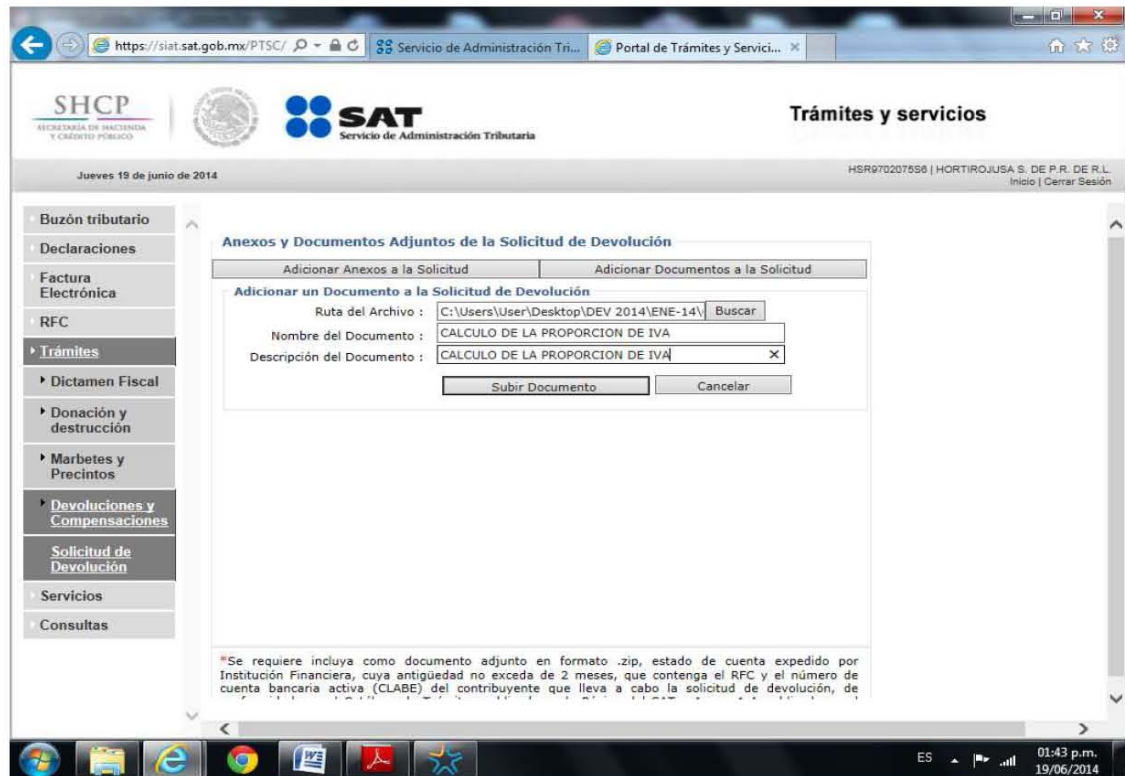 https://siat.sat.gob.mx/PTSC/
Servicio de Administración Tri...
Portal de Trámites y Servici...
SHCP
SECRETARÍA DE HACIENDA
Y CRÉDITO PÚBLICO
SAT
Servicio de Administración Tributaria
Trámites y servicios
Jueves 19 de junio de 2014
HSR9702075S6 | HORTIROJUSA S. DE P.R. DE R.L.
Inicio | Cerrar Sesión
Buzón tributario
Declaraciones
Factura
Electrónica
RFC
Trámites
Dictamen Fiscal
Donación y
destrucción
Marbetes y
Precintos
Devoluciones y
Compensaciones
Solicitud de
Devolución
Servicios
Consultas
Anexos y Documentos Adjuntos de la Solicitud de Devolución
Adicionar Anexos a la Solicitud
Adicionar Documentos a la Solicitud
Adicionar un Documento a la Solicitud de Devolución
Ruta del Archivo : C:\Users\User\Desktop\DEV 2014\ENE-14\ Buscar
Nombre del Documento : CALCULO DE LA PROPORCION DE IVA
Descripción del Documento : CALCULO DE LA PROPORCION DE IVA
Subir Documento
Cancelar
*Se requiere incluya como documento adjunto en formato .zip, estado de cuenta expedido por
Institución Financiera, cuya antigüedad no exceda de 2 meses, que contenga el RFC y el número de
cuenta bancaria activa (CLABE) del contribuyente que lleva a cabo la solicitud de devolución, de
ES
01:43 p.m.
19/06/2014